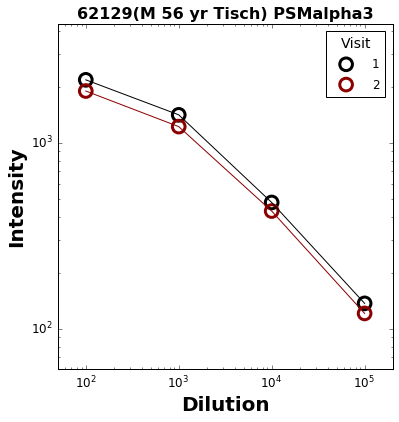 62129(M 56 yr Tisch) PSMalpha3
Visit
1
2
10³
10²
Intensity
10² 10³ 10⁴ 10⁵
Dilution